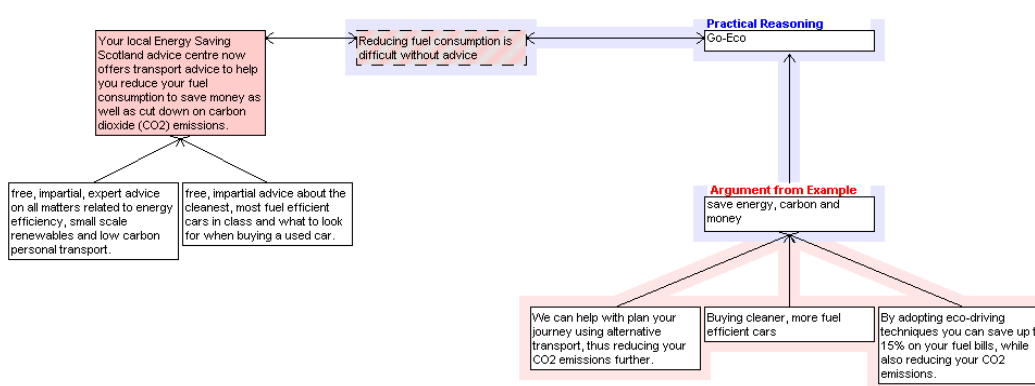 Your local Energy Saving
Scotland advice centre now
offers transport advice to help
you reduce your fuel
consumption to save money as
well as cut down on carbon
dioxide (CO2) emissions.
Reducing fuel consumption is
difficult without advice
Practical Reasoning
Go-Eco
free, impartial, expert advice
on all matters related to energy
efficiency, small scale
renewables and low carbon
personal transport.
free, impartial advice about the
cleanest, most fuel efficient
cars in class and what to look
for when buying a used car.
Argument from Example
save energy, carbon and
money
We can help with plan your
journey using alternative
transport, thus reducing your
CO2 emissions further.
Buying cleaner, more fuel
efficient cars
By adopting eco-driving
techniques you can save up
15% on your fuel bills, while
also reducing your CO2
emissions.